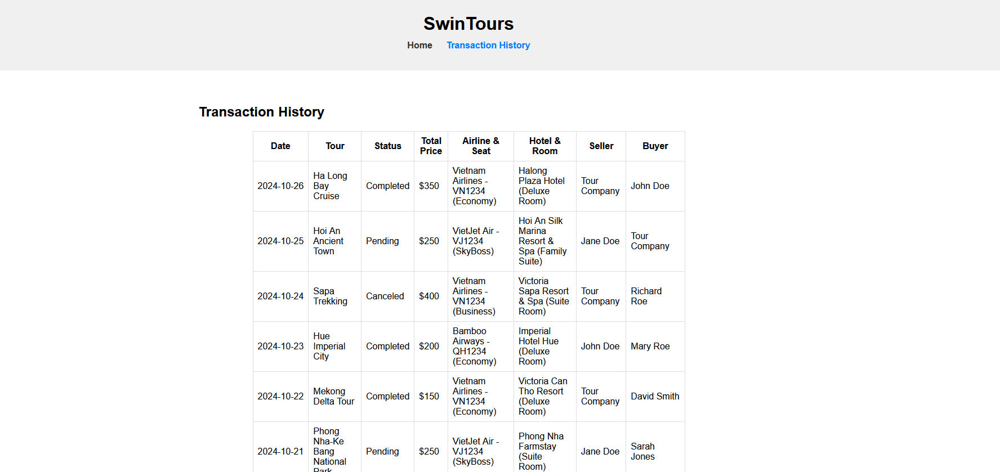 SwinTours
Home Transaction History
Transaction History
Date Tour Status Total Price Airline & Seat Hotel & Room Seller Buyer
2024-10-26 Ha Long Bay Cruise Completed $350 Vietnam Airlines - VN1234 (Economy) Halong Plaza Hotel (Deluxe Room) Tour Company John Doe
2024-10-25 Hoi An Ancient Town Pending $250 VietJet Air - VJ1234 (SkyBoss) Hoi An Silk Marina Resort & Spa (Family Suite) Jane Doe Tour Company
2024-10-24 Sapa Trekking Canceled $400 Vietnam Airlines - VN1234 (Business) Victoria Sapa Resort & Spa (Suite Room) Tour Company Richard Roe
2024-10-23 Hue Imperial City Completed $200 Bamboo Airways - QH1234 (Economy) Imperial Hotel Hue (Deluxe Room) John Doe Mary Roe
2024-10-22 Mekong Delta Tour Completed $150 Vietnam Airlines - VN1234 (Economy) Victoria Can Tho Resort (Deluxe Room) Tour Company David Smith
2024-10-21 Phong Nha-Ke Bang National Park Pending $250 VietJet Air - VJ1234 (SkyBoss) Phong Nha Farmstay (Suite Room) Jane Doe Sarah Jones